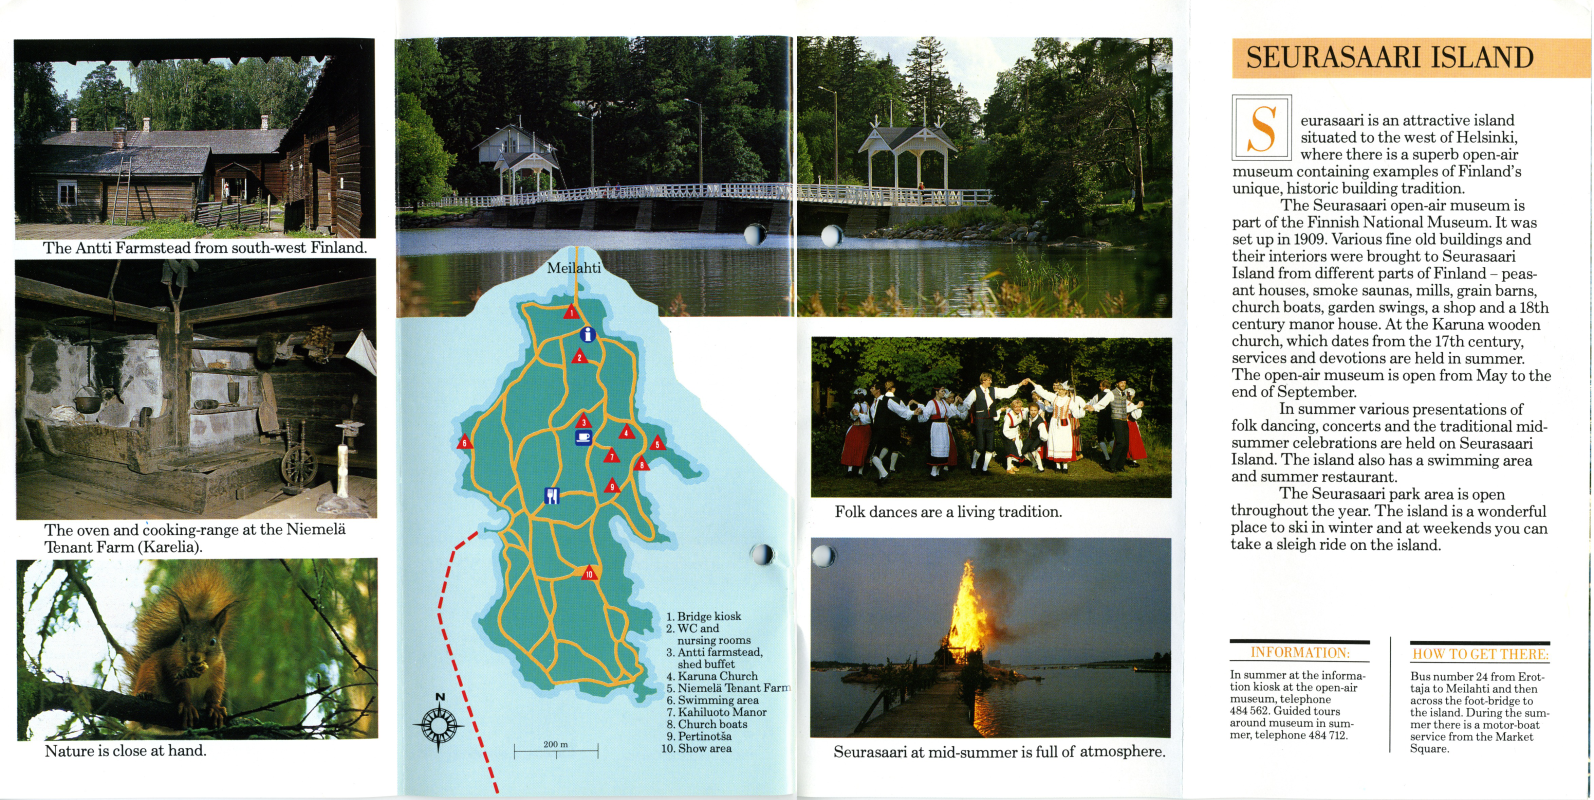 The Antti Farmstead from south-west Finland.
The oven and cooking-range at the Niemelä
Tenant Farm (Karelia).
Nature is close at hand.
Meilahti
1
i
2
3
4
5
6
7
8
9
10
1. Bridge kiosk
2. WC and
nursing rooms
3. Antti farmstead,
shed buffet
4. Karuna Church
5. Niemelä Tenant Farm
6. Swimming area
7. Kahiluoto Manor
8. Church boats
9. Pertinotša
10. Show area
N
200 m
Folk dances are a living tradition.
Seurasaari at mid-summer is full of atmosphere.
SEURASAARI ISLAND
Seurasaari is an attractive island
situated to the west of Helsinki,
where there is a superb open-air
museum containing examples of Finland's
unique, historic building tradition.
The Seurasaari open-air museum is
part of the Finnish National Museum. It was
set up in 1909. Various fine old buildings and
their interiors were brought to Seurasaari
Island from different parts of Finland – peas-
ant houses, smoke saunas, mills, grain barns,
church boats, garden swings, a shop and a 18th
century manor house. At the Karuna wooden
church, which dates from the 17th century,
services and devotions are held in summer.
The open-air museum is open from May to the
end of September.
In summer various presentations of
folk dancing, concerts and the traditional mid-
summer celebrations are held on Seurasaari
Island. The island also has a swimming area
and summer restaurant.
The Seurasaari park area is open
throughout the year. The island is a wonderful
place to ski in winter and at weekends you can
take a sleigh ride on the island.
INFORMATION:
In summer at the informa-
tion kiosk at the open-air
museum, telephone
484 562. Guided tours
around museum in sum-
mer, telephone 484 712.
HOW TO GET THERE:
Bus number 24 from Erot-
taja to Meilahti and then
across the foot-bridge to
the island. During the sum-
mer there is a motor-boat
service from the Market
Square.